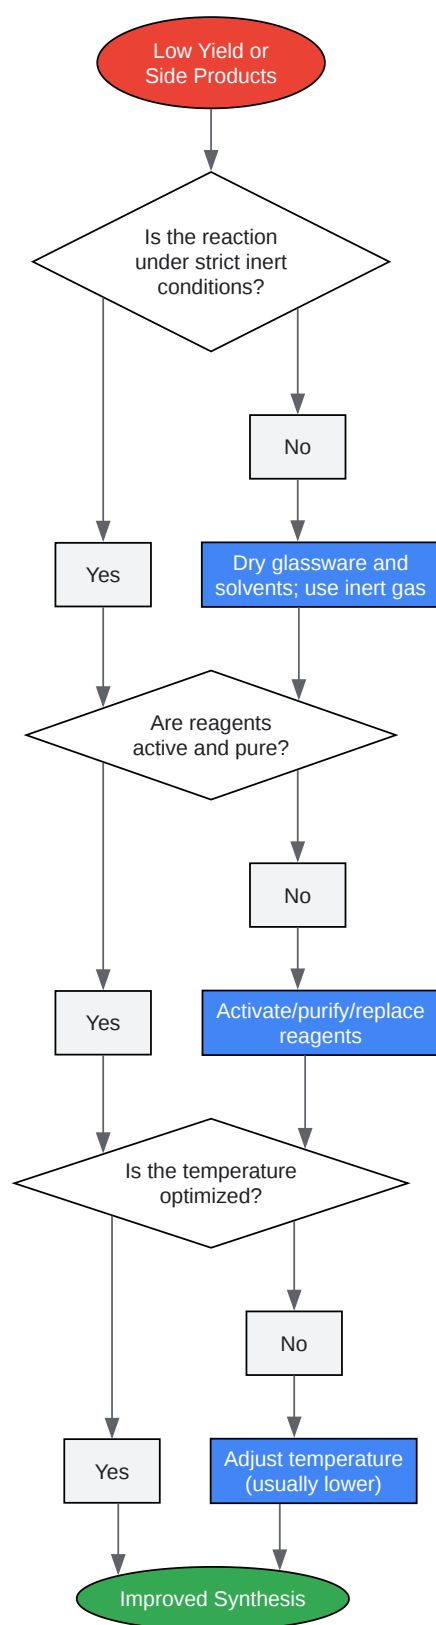 Low Yield or
Side Products
Is the reaction
under strict inert
conditions?
No
Yes
Dry glassware and
solvents; use inert gas
Are reagents
active and pure?
No
Yes
Activate/purify/replace
reagents
Is the temperature
optimized?
No
Yes
Adjust temperature
(usually lower)
Improved Synthesis